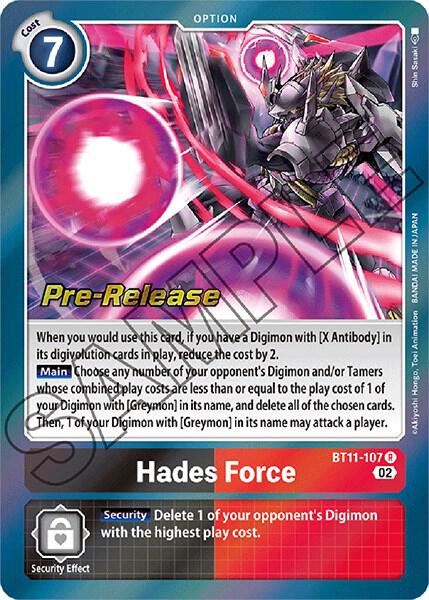 OPTION
Cost
7
Shin Sasaki
SAMPLE
Pre-Release
©Akiyoshi Hongo, Toei Animation BANDAI MADE IN JAPAN
When you would use this card, if you have a Digimon with [X Antibody] in
its digivolution cards in play, reduce the cost by 2.
Main Choose any number of your opponent's Digimon and/or Tamers
whose combined play costs are less than or equal to the play cost of 1 of
your Digimon with [Greymon] in its name, and delete all of the chosen cards.
Then, 1 of your Digimon with [Greymon] in its name may attack a player.
BT11-107 R
Hades Force
02
Security Delete 1 of your opponent's Digimon
with the highest play cost.
Security Effect